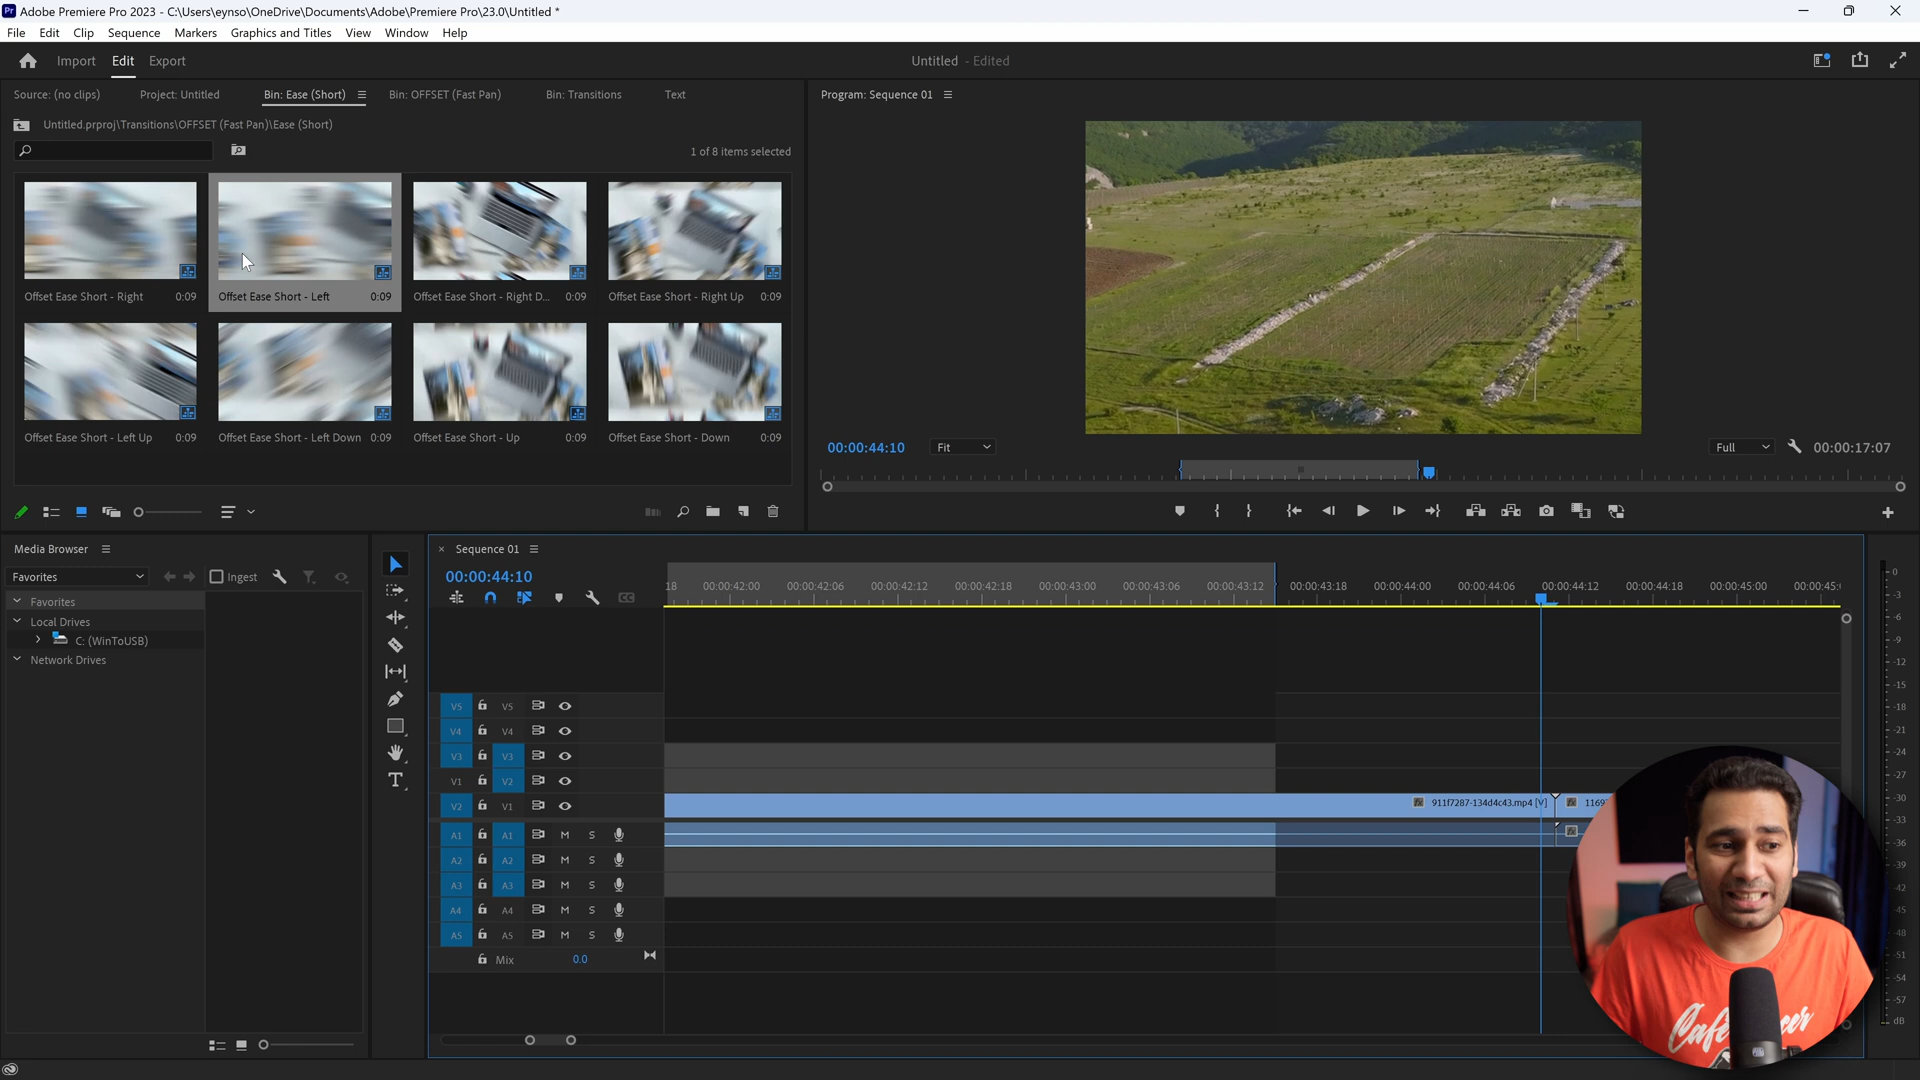 Adobe Premiere Pro 2023 - C:\Users\eynso\OneDrive\Documents\Adobe\Premiere Pro\23.0\Untitled *
File Edit Clip Sequence Markers Graphics and Titles View Window Help
Import Edit Export
Untitled - Edited
Source: (no clips) Project: Untitled Bin: Ease (Short) Bin: OFFSET (Fast Pan) Bin: Transitions Text
Program: Sequence 01
Untitled.prproj\Transitions\OFFSET (Fast Pan)\Ease (Short)
1 of 8 items selected
Offset Ease Short - Right 0:09 Offset Ease Short - Left 0:09 Offset Ease Short - Right D... 0:09 Offset Ease Short - Right Up 0:09
Offset Ease Short - Left Up 0:09 Offset Ease Short - Left Down 0:09 Offset Ease Short - Up 0:09 Offset Ease Short - Down 0:09
00:00:44:10 Fit Full 00:00:17:07
Media Browser
Favorites Ingest
Favorites
Local Drives
C: (WinToUSB)
Network Drives
Sequence 01
00:00:44:10
18 00:00:42:00 00:00:42:06 00:00:42:12 00:00:42:18 00:00:43:00 00:00:43:06 00:00:43:12 00:00:43:18 00:00:44:00 00:00:44:06 00:00:44:12 00:00:44:18 00:00:45:00 00:00:45:
V5 V5
V4 V4
V3 V3
V1 V2
V2 V1 911f7287-134d4c43.mp4 [V] fx
A1 A1 M S fx
A2 A2 M S
A3 A3 M S
A4 A4 M S
A5 A5 M S
Mix 0.0
0
-3
-6
-9
-12
-15
-18
-21
-24
-27
-30
-33
-36
-39
-42
-45
-48
-51
-54
-57
dB